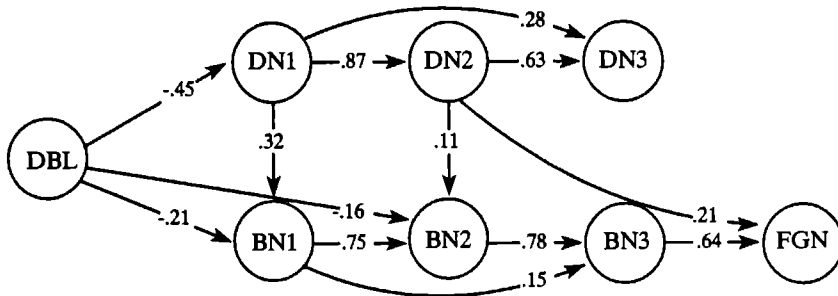 .28
DN1 .87 DN2 .63 DN3
-.45
.32 .11
DBL
-.16
-.21 .21
BN1 .75 BN2 .78 BN3 .64 FGN
.15